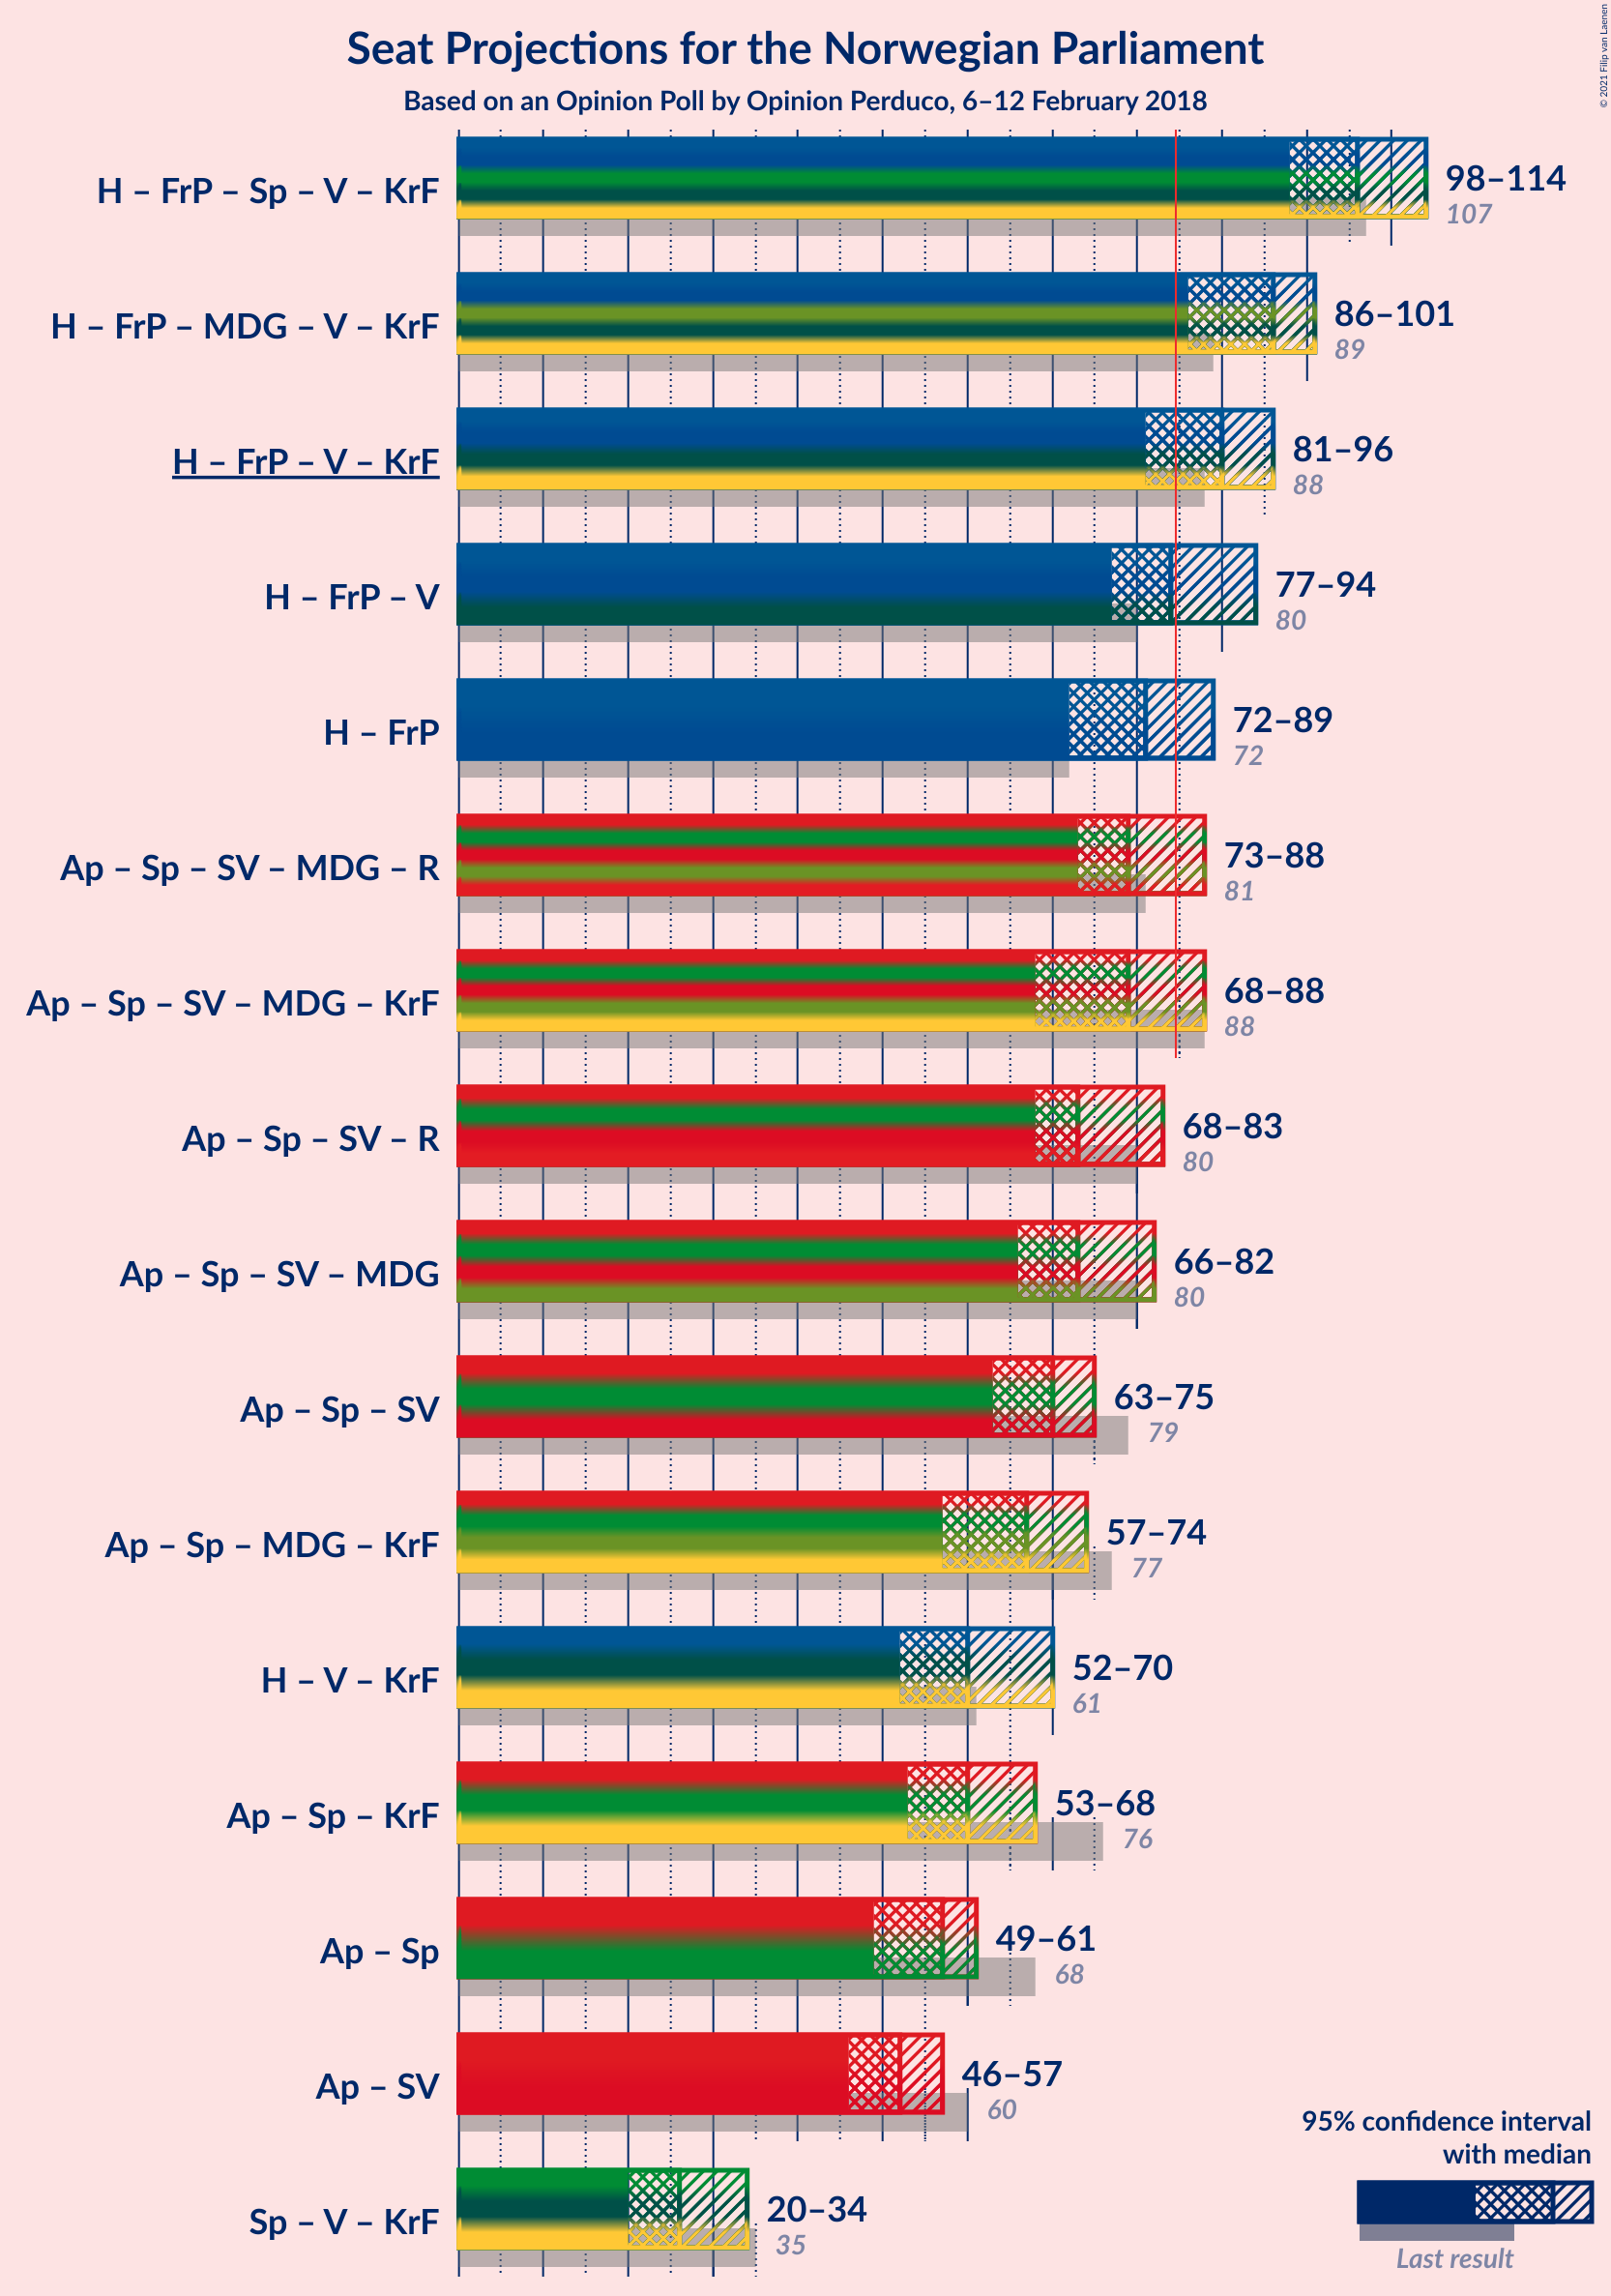 Seat Projections for the Norwegian Parliament
Based on an Opinion Poll by Opinion Perduco, 6–12 February 2018
© 2021 Filip van Laenen
H – FrP – Sp – V – KrF
98–114
107
H – FrP – MDG – V – KrF
86–101
89
H – FrP – V – KrF
81–96
88
H – FrP – V
77–94
80
H – FrP
72–89
72
Ap – Sp – SV – MDG – R
73–88
81
Ap – Sp – SV – MDG – KrF
68–88
88
Ap – Sp – SV – R
68–83
80
Ap – Sp – SV – MDG
66–82
80
Ap – Sp – SV
63–75
79
Ap – Sp – MDG – KrF
57–74
77
H – V – KrF
52–70
61
Ap – Sp – KrF
53–68
76
Ap – Sp
49–61
68
Ap – SV
46–57
60
Sp – V – KrF
20–34
35
95% confidence interval
with median
Last result